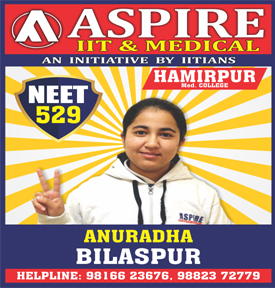 ASPIRE
IIT & MEDICAL
AN INITIATIVE BY IITIANS
HAMIRPUR
Med. COLLEGE
NEET
529
ASPIRE
ANURADHA
BILASPUR
HELPLINE: 98166 23676, 98823 72779